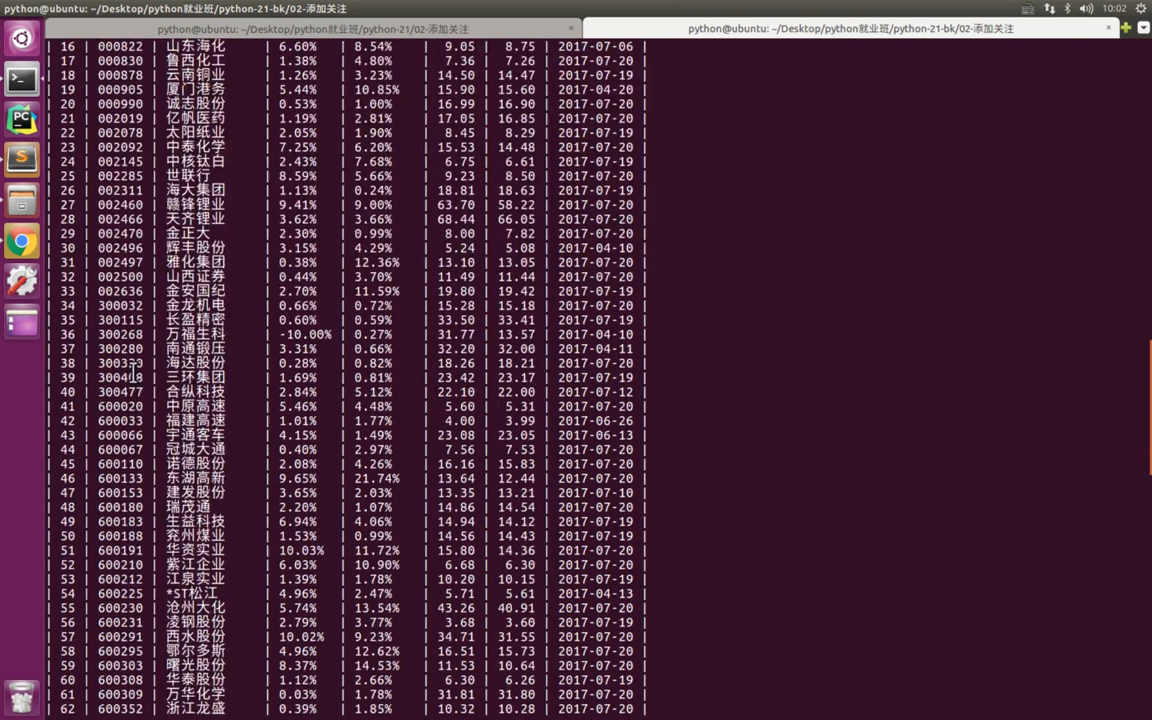 python@ubuntu: ~/Desktop/python就业班/python-21-bk/02-添加关注 10:02
python@ubuntu: ~/Desktop/python就业班/python-21/02-添加关注 × python@ubuntu: ~/Desktop/python就业班/python-21-bk/02-添加关注 ×
| 16 | 000822 | 山东海化 | 6.60% | 8.54% | 9.05 | 8.75 | 2017-07-06 |
| 17 | 000830 | 鲁西化工 | 1.38% | 4.80% | 7.36 | 7.26 | 2017-07-20 |
| 18 | 000878 | 云南铜业 | 1.26% | 3.23% | 14.50 | 14.47 | 2017-07-19 |
| 19 | 000905 | 厦门港务 | 5.44% | 10.85% | 15.90 | 15.60 | 2017-04-20 |
| 20 | 000990 | 诚志股份 | 0.53% | 1.00% | 16.99 | 16.90 | 2017-07-20 |
| 21 | 002019 | 亿帆医药 | 1.19% | 2.81% | 17.05 | 16.85 | 2017-07-20 |
| 22 | 002078 | 太阳纸业 | 2.05% | 1.90% | 8.45 | 8.29 | 2017-07-19 |
| 23 | 002092 | 中泰化学 | 7.25% | 6.20% | 15.53 | 14.48 | 2017-07-20 |
| 24 | 002145 | 中核钛白 | 2.43% | 7.68% | 6.75 | 6.61 | 2017-07-19 |
| 25 | 002285 | 世联行 | 8.59% | 5.66% | 9.23 | 8.50 | 2017-07-20 |
| 26 | 002311 | 海大集团 | 1.13% | 0.24% | 18.81 | 18.63 | 2017-07-20 |
| 27 | 002460 | 赣锋锂业 | 9.41% | 9.00% | 63.70 | 58.22 | 2017-07-20 |
| 28 | 002466 | 天齐锂业 | 3.62% | 3.66% | 68.44 | 66.05 | 2017-07-20 |
| 29 | 002470 | 金正大 | 2.30% | 0.99% | 8.00 | 7.82 | 2017-07-20 |
| 30 | 002496 | 辉丰股份 | 3.15% | 4.29% | 5.24 | 5.08 | 2017-04-10 |
| 31 | 002497 | 雅化集团 | 0.38% | 12.36% | 13.10 | 13.05 | 2017-07-20 |
| 32 | 002500 | 山西证券 | 0.44% | 3.70% | 11.49 | 11.44 | 2017-07-20 |
| 33 | 002636 | 金安国纪 | 2.70% | 11.59% | 19.80 | 19.42 | 2017-07-19 |
| 34 | 300032 | 金龙机电 | 0.66% | 0.72% | 15.28 | 15.18 | 2017-07-20 |
| 35 | 300115 | 长盈精密 | 0.60% | 0.59% | 33.50 | 33.41 | 2017-07-19 |
| 36 | 300268 | 万福生科 | -10.00% | 0.27% | 31.77 | 13.57 | 2017-04-10 |
| 37 | 300280 | 南通锻压 | 3.31% | 0.66% | 32.20 | 32.00 | 2017-04-11 |
| 38 | | 海达股份 | 0.28% | 0.82% | 18.26 | 18.21 | 2017-07-20 |
| 39 | 300408 | 三环集团 | 1.69% | 0.81% | 23.42 | 23.17 | 2017-07-19 |
| 40 | 300477 | 合纵科技 | 2.84% | 5.12% | 22.10 | 22.00 | 2017-07-12 |
| 41 | 600020 | 中原高速 | 5.46% | 4.48% | 5.60 | 5.31 | 2017-07-20 |
| 42 | 600033 | 福建高速 | 1.01% | 1.77% | 4.00 | 3.99 | 2017-06-26 |
| 43 | 600066 | 宇通客车 | 4.15% | 1.49% | 23.08 | 23.05 | 2017-06-13 |
| 44 | 600067 | 冠城大通 | 0.40% | 2.97% | 7.56 | 7.53 | 2017-07-20 |
| 45 | 600110 | 诺德股份 | 2.08% | 4.26% | 16.16 | 15.83 | 2017-07-20 |
| 46 | 600133 | 东湖高新 | 9.65% | 21.74% | 13.64 | 12.44 | 2017-07-20 |
| 47 | 600153 | 建发股份 | 3.65% | 2.03% | 13.35 | 13.21 | 2017-07-10 |
| 48 | 600180 | 瑞茂通 | 2.20% | 1.07% | 14.86 | 14.54 | 2017-07-20 |
| 49 | 600183 | 生益科技 | 6.94% | 4.06% | 14.94 | 14.12 | 2017-07-19 |
| 50 | 600188 | 兖州煤业 | 1.53% | 0.99% | 14.56 | 14.43 | 2017-07-19 |
| 51 | 600191 | 华资实业 | 10.03% | 11.72% | 15.80 | 14.36 | 2017-07-20 |
| 52 | 600210 | 紫江企业 | 6.03% | 10.90% | 6.68 | 6.30 | 2017-07-20 |
| 53 | 600212 | 江泉实业 | 1.39% | 1.78% | 10.20 | 10.15 | 2017-07-19 |
| 54 | 600225 | *ST松江 | 4.96% | 2.47% | 5.71 | 5.61 | 2017-04-13 |
| 55 | 600230 | 沧州大化 | 5.74% | 13.54% | 43.26 | 40.91 | 2017-07-20 |
| 56 | 600231 | 凌钢股份 | 2.79% | 3.77% | 3.68 | 3.60 | 2017-07-19 |
| 57 | 600291 | 西水股份 | 10.02% | 9.23% | 34.71 | 31.55 | 2017-07-20 |
| 58 | 600295 | 鄂尔多斯 | 4.96% | 12.62% | 16.51 | 15.73 | 2017-07-20 |
| 59 | 600303 | 曙光股份 | 8.37% | 14.53% | 11.53 | 10.64 | 2017-07-20 |
| 60 | 600308 | 华泰股份 | 1.12% | 2.66% | 6.30 | 6.26 | 2017-07-19 |
| 61 | 600309 | 万华化学 | 0.03% | 1.78% | 31.81 | 31.80 | 2017-07-20 |
| 62 | 600352 | 浙江龙盛 | 0.39% | 1.85% | 10.32 | 10.28 | 2017-07-20 |